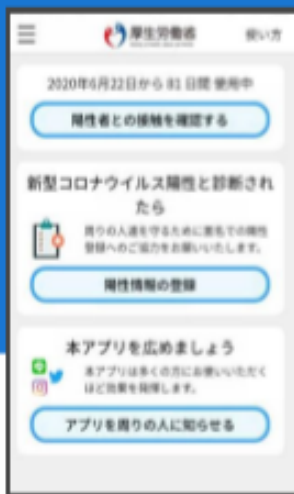 厚生労働省 使い方
2020年6月22日から 81 日間 使用中
陽性者との接触を確認する
新型コロナウイルス陽性と診断され
たら
周りの人達を守るために匿名での陽性
登録へのご協力をお願いいたします。
陽性情報の登録
本アプリを広めましょう
本アプリは多くの方にお使いいただく
ほど効果を発揮します。
アプリを周りの人に知らせる